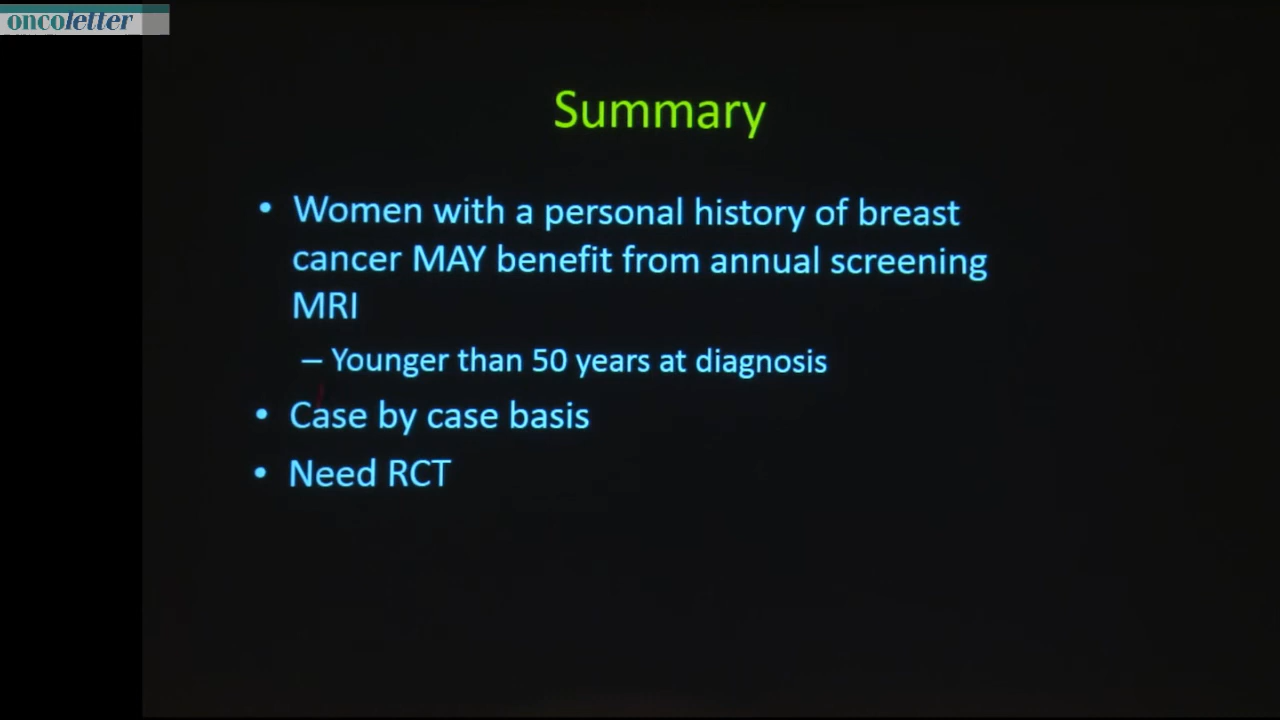 oncoletter
Summary
• Women with a personal history of breast
cancer MAY benefit from annual screening
MRI
– Younger than 50 years at diagnosis
• Case by case basis
• Need RCT